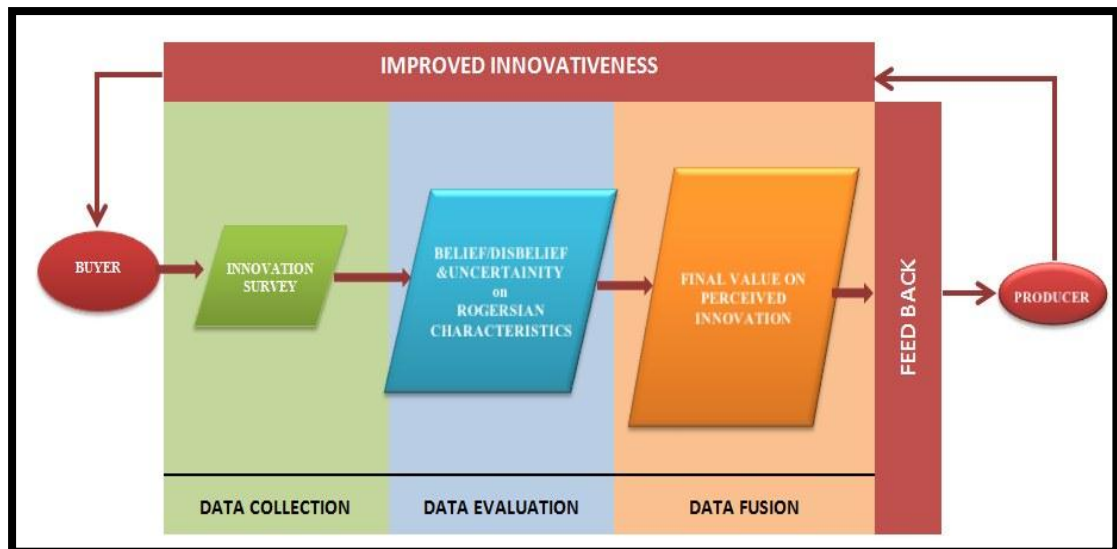 IMPROVED INNOVATIVENESS
BUYER
INNOVATION
SURVEY
BELIEF/DISBELIEF
&UNCERTAINITY
on
ROGERSIAN
CHARACTERISTICS
FINAL VALUE ON
PERCEIVED
INNOVATION
FEED BACK
PRODUCER
DATA COLLECTION
DATA EVALUATION
DATA FUSION